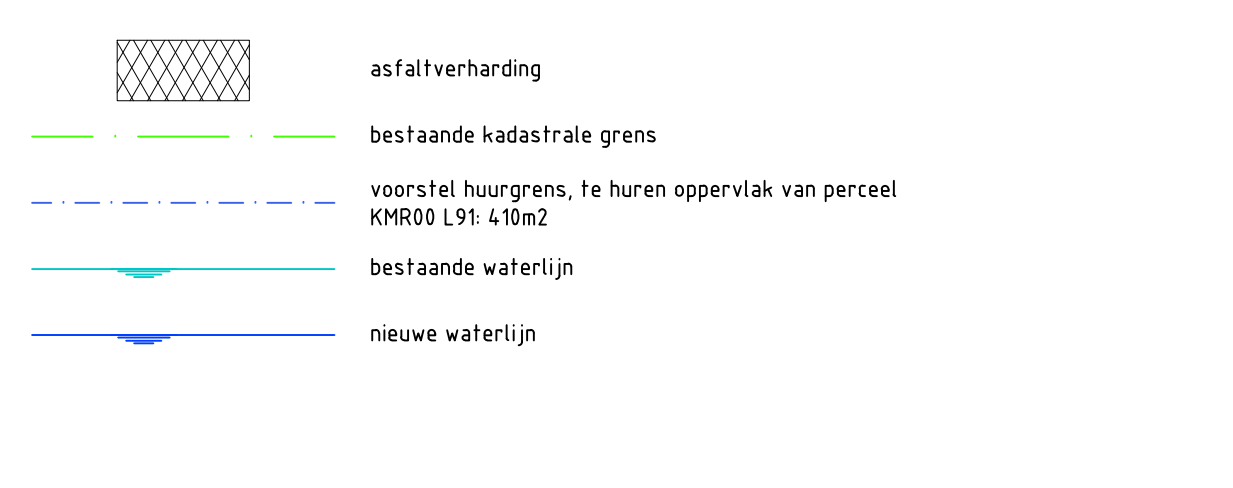 asfaltverharding
bestaande kadastrale grens
voorstel huurgrens, te huren oppervlak van perceel
KMR00 L91: 410m2
bestaande waterlijn
nieuwe waterlijn